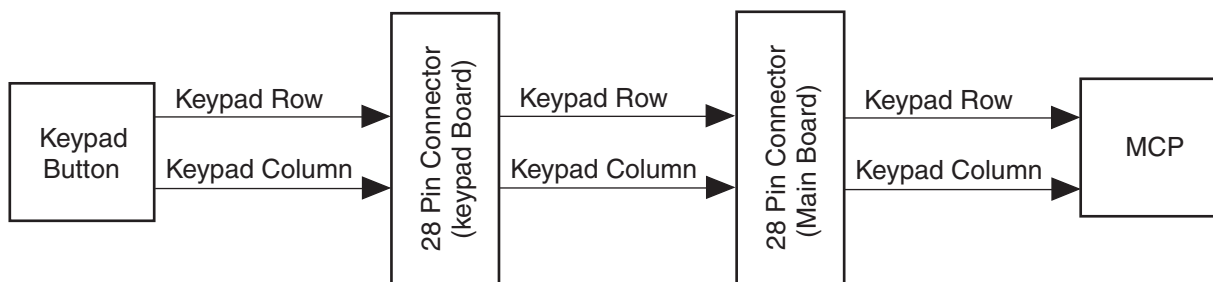 Keypad
Button
Keypad Row
Keypad Column
28 Pin Connector
(keypad Board)
Keypad Row
Keypad Column
28 Pin Connector
(Main Board)
Keypad Row
Keypad Column
MCP